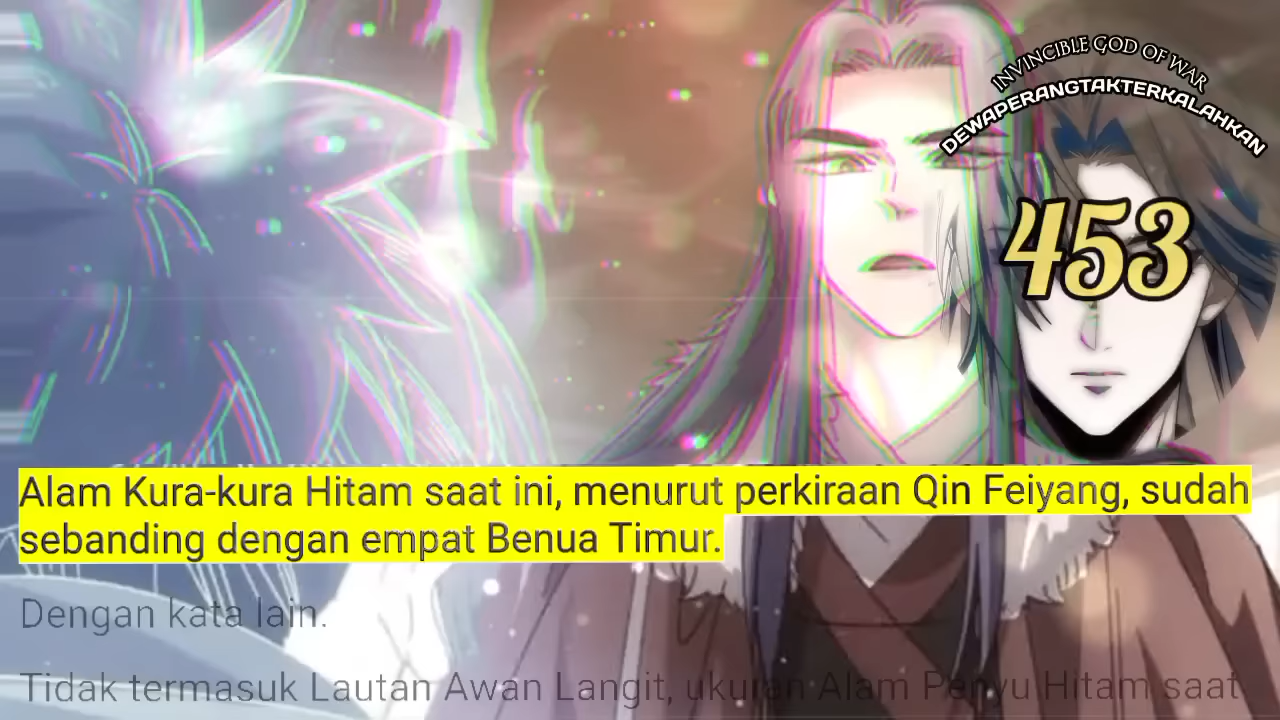 INVINCIBLE GOD OF WAR
DEWAPERANGTAKTERKALAHKAN
453
Alam Kura-kura Hitam saat ini, menurut perkiraan Qin Feiyang, sudah
sebanding dengan empat Benua Timur.
Dengan kata lain.
Tidak termasuk Lautan Awan Langit, ukuran Alam Penyu Hitam saat